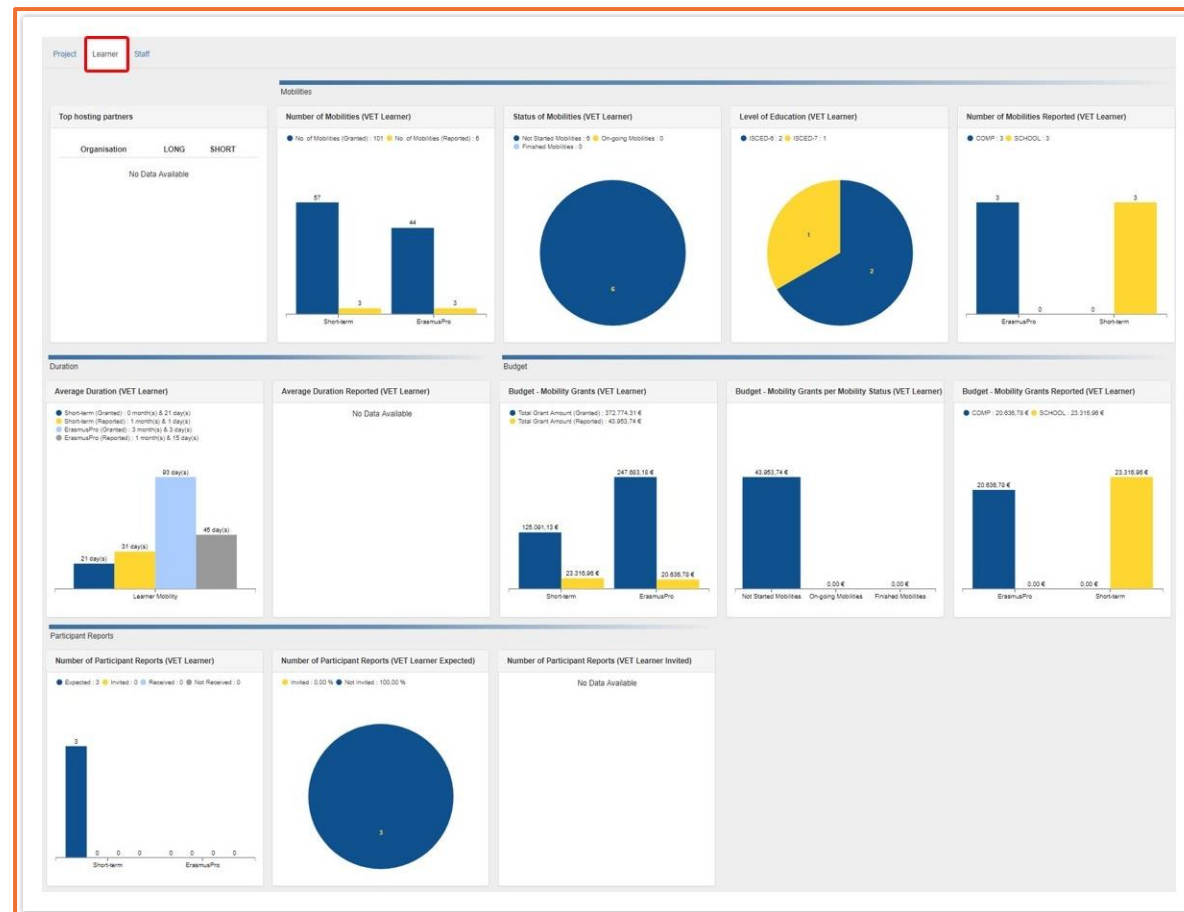 Project Learner Staff
Mobilities
Top hosting partners
Organisation LONG SHORT
No Data Available
Number of Mobilities (VET Learner)
No. of Mobilities (Granted) : 101 No. of Mobilities (Reported) : 6
57
44
3
3
Short-term ErasmusPro
Status of Mobilities (VET Learner)
Not Started Mobilities : 6 On-going Mobilities : 0
Finished Mobilities : 0
6
Level of Education (VET Learner)
ISCED-6 : 2 ISCED-7 : 1
1
2
Number of Mobilities Reported (VET Learner)
COMP : 3 SCHOOL : 3
3 3
0 0
ErasmusPro Short-term
Duration
Average Duration (VET Learner)
Short-term (Granted) : 0 month(s) & 21 day(s)
Short-term (Reported) : 1 month(s) & 1 day(s)
ErasmusPro (Granted) : 3 month(s) & 3 day(s)
ErasmusPro (Reported) : 1 month(s) & 15 day(s)
93 day(s)
45 day(s)
31 day(s)
21 day(s)
Learner Mobility
Average Duration Reported (VET Learner)
No Data Available
Budget
Budget - Mobility Grants (VET Learner)
Total Grant Amount (Granted) : 372.774,31 €
Total Grant Amount (Reported) : 43.953,74 €
247.683,18 €
125.091,13 €
23.316,96 € 20.636,78 €
Short-term ErasmusPro
Budget - Mobility Grants per Mobility Status (VET Learner)
43.953,74 €
0,00 € 0,00 €
Not Started Mobilities On-going Mobilities Finished Mobilities
Budget - Mobility Grants Reported (VET Learner)
COMP : 20.636,78 € SCHOOL : 23.316,96 €
23.316,96 €
20.636,78 €
0,00 € 0,00 €
ErasmusPro Short-term
Participant Reports
Number of Participant Reports (VET Learner)
Expected : 3 Invited : 0 Received : 0 Not Received : 0
3
0 0 0 0 0 0 0
Short-term ErasmusPro
Number of Participant Reports (VET Learner Expected)
Invited : 0.00 % Not Invited : 100.00 %
3
Number of Participant Reports (VET Learner Invited)
No Data Available